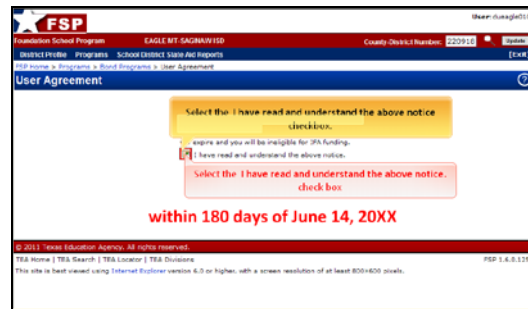 FSP
User: dueagle01
Foundation School Program EAGLE MT-SAGINAW ISD County-District Number: 220918 Update
District Profile Programs School District State Aid Reports [Exit]
FSP Home > Programs > Bond Programs > User Agreement
User Agreement
Select the I have read and understand the above notice
checkbox.
expire and you will be ineligible for IFA funding.
I have read and understand the above notice.
Select the I have read and understand the above notice.
check box
within 180 days of June 14, 20XX
© 2011 Texas Education Agency. All rights reserved.
TEA Home | TEA Search | TEA Locator | TEA Divisions
FSP 1.6.0.125
This site is best viewed using Internet Explorer version 6.0 or higher, with a screen resolution of at least 800×600 pixels.